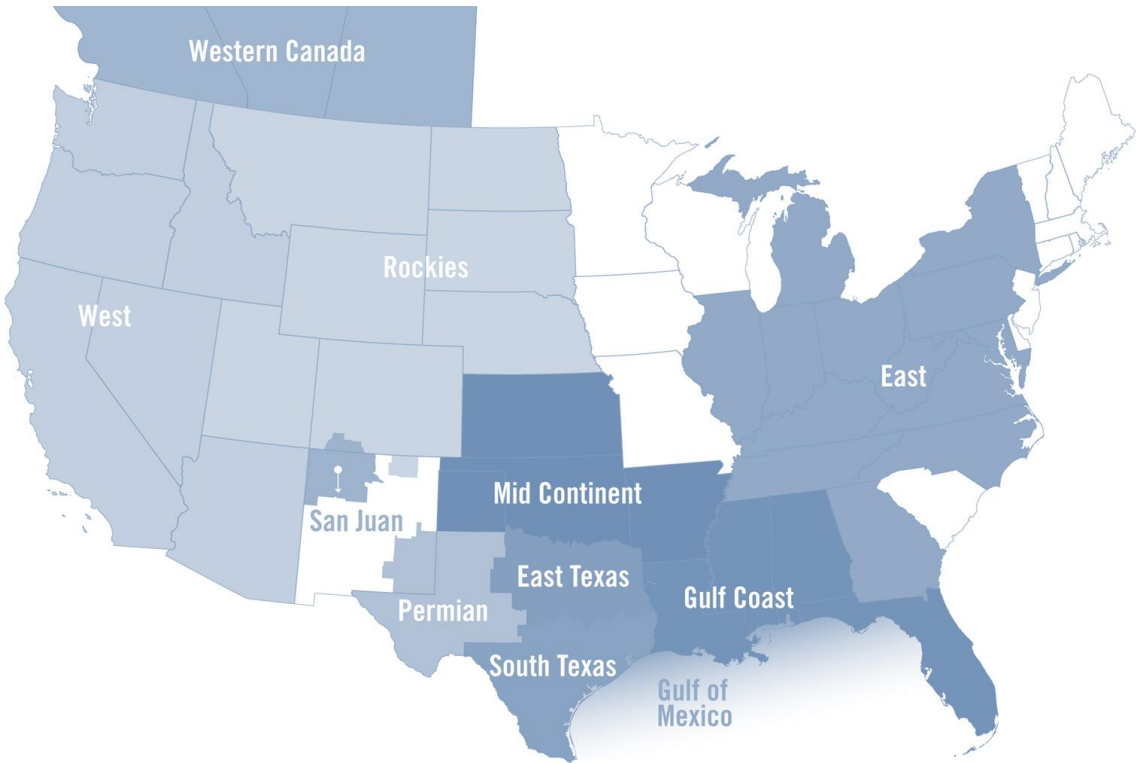 Western Canada
Rockies
West
East
Mid Continent
San Juan
East Texas
Gulf Coast
Permian
South Texas
Gulf of
Mexico